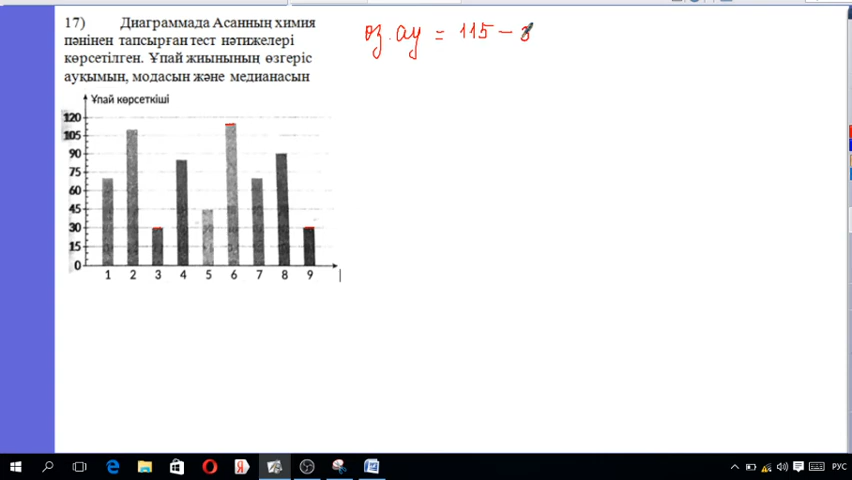 17) Диаграммада Асанның химия
пәнінен тапсырған тест нәтижелері
көрсетілген. Ұпай жиынының өзгеріс
ауқымын, модасын және медианасын
өз. ау = 115 – 3
Ұпай көрсеткіші
120
105
90
75
60
45
30
15
0
1 2 3 4 5 6 7 8 9
РУС